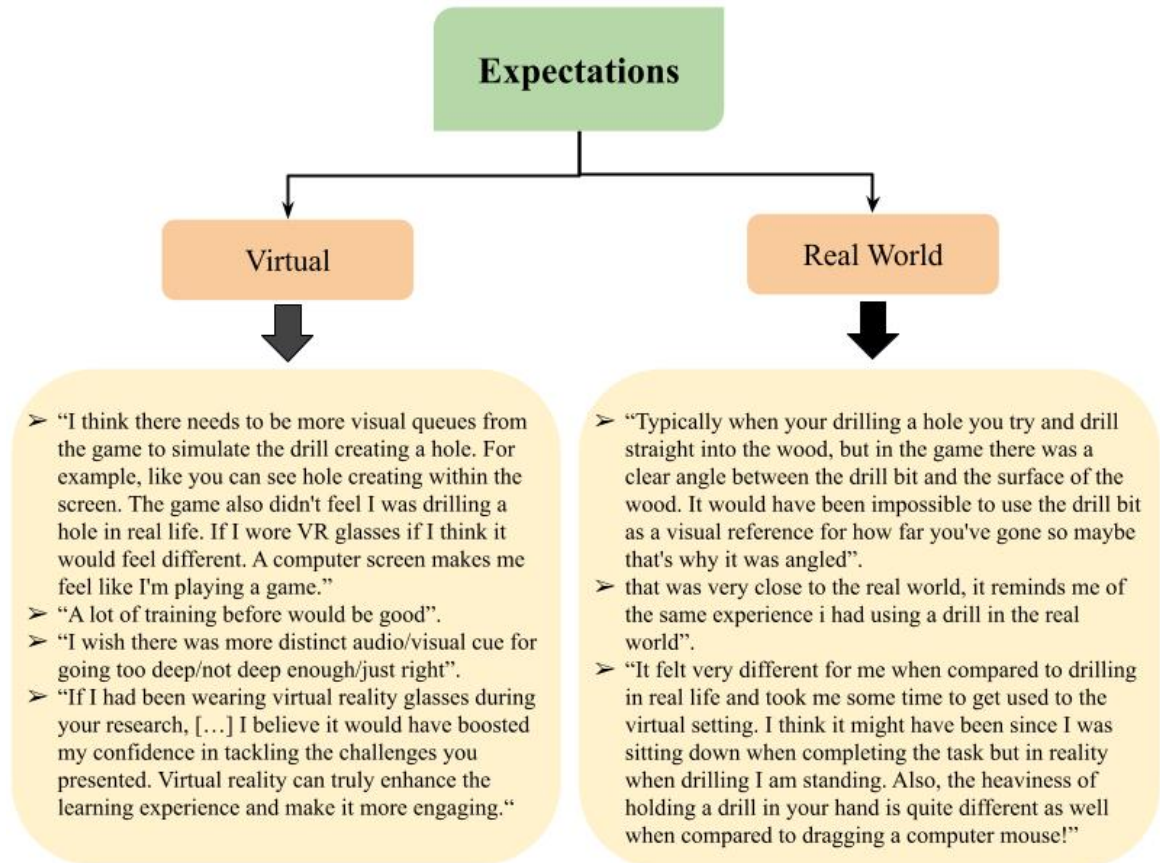 Expectations
Virtual
Real World
➢ “I think there needs to be more visual queues from
the game to simulate the drill creating a hole. For
example, like you can see hole creating within the
screen. The game also didn't feel I was drilling a
hole in real life. If I wore VR glasses if I think it
would feel different. A computer screen makes me
feel like I'm playing a game.”
➢ “A lot of training before would be good”.
➢ “I wish there was more distinct audio/visual cue for
going too deep/not deep enough/just right”.
➢ “If I had been wearing virtual reality glasses during
your research, […] I believe it would have boosted
my confidence in tackling the challenges you
presented. Virtual reality can truly enhance the
learning experience and make it more engaging.“
➢ “Typically when your drilling a hole you try and drill
straight into the wood, but in the game there was a
clear angle between the drill bit and the surface of the
wood. It would have been impossible to use the drill bit
as a visual reference for how far you've gone so maybe
that's why it was angled”.
➢ that was very close to the real world, it reminds me of
the same experience i had using a drill in the real
world”.
➢ “It felt very different for me when compared to drilling
in real life and took me some time to get used to the
virtual setting. I think it might have been since I was
sitting down when completing the task but in reality
when drilling I am standing. Also, the heaviness of
holding a drill in your hand is quite different as well
when compared to dragging a computer mouse!”